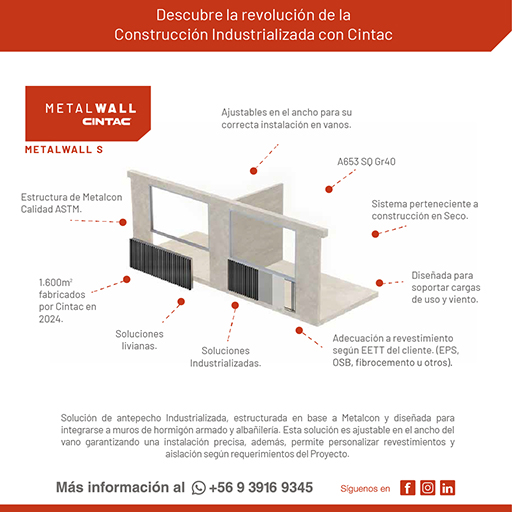 Descubre la revolución de la
Construcción Industrializada con Cintac
METALWALL
CINTAC
METALWALL S
Ajustables en el ancho para su
correcta instalación en vanos.
A653 SQ Gr40
Estructura de Metalcon
Calidad ASTM.
Sistema perteneciente a
construcción en Seco.
1.600m²
fabricados
por Cintac en
2024.
Diseñada para
soportar cargas
de uso y viento.
Soluciones
livianas.
Soluciones
Industrializadas.
Adecuación a revestimiento
según EETT del cliente. (EPS,
OSB, fibrocemento u otros).
Solución de antepecho Industrializada, estructurada en base a Metalcon y diseñada para
integrarse a muros de hormigón armado y albañilería. Esta solución es ajustable en el ancho del
vano garantizando una instalación precisa, además, permite personalizar revestimientos y
aislación según requerimientos del Proyecto.
Más información al +56 9 3916 9345
Síguenos en